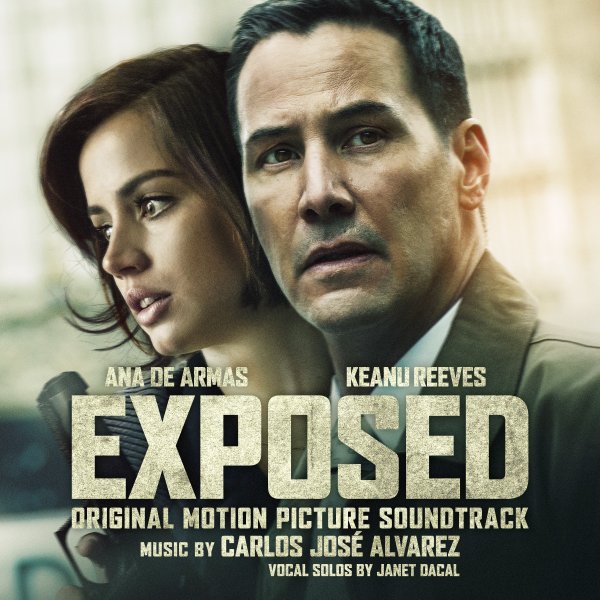 ANA DE ARMAS KEANU REEVES
EXPOSED
ORIGINAL MOTION PICTURE SOUNDTRACK
MUSIC BY CARLOS JOSÉ ALVAREZ
VOCAL SOLOS BY JANET DACAL